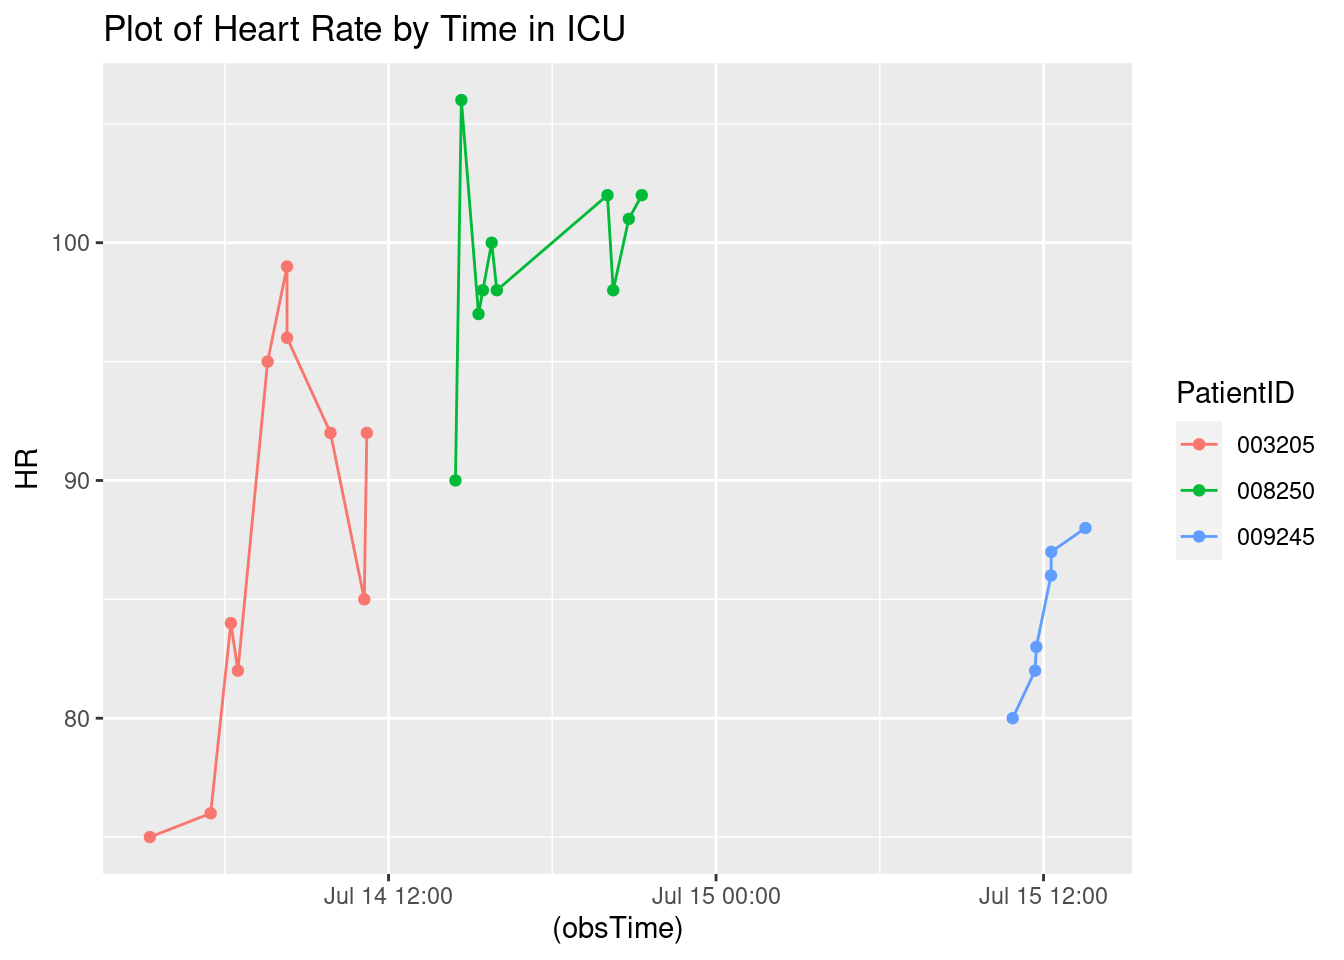 Plot of Heart Rate by Time in ICU
100
90
80
HR
Jul 14 12:00
Jul 15 00:00
Jul 15 12:00
(obsTime)
PatientID
003205
008250
009245